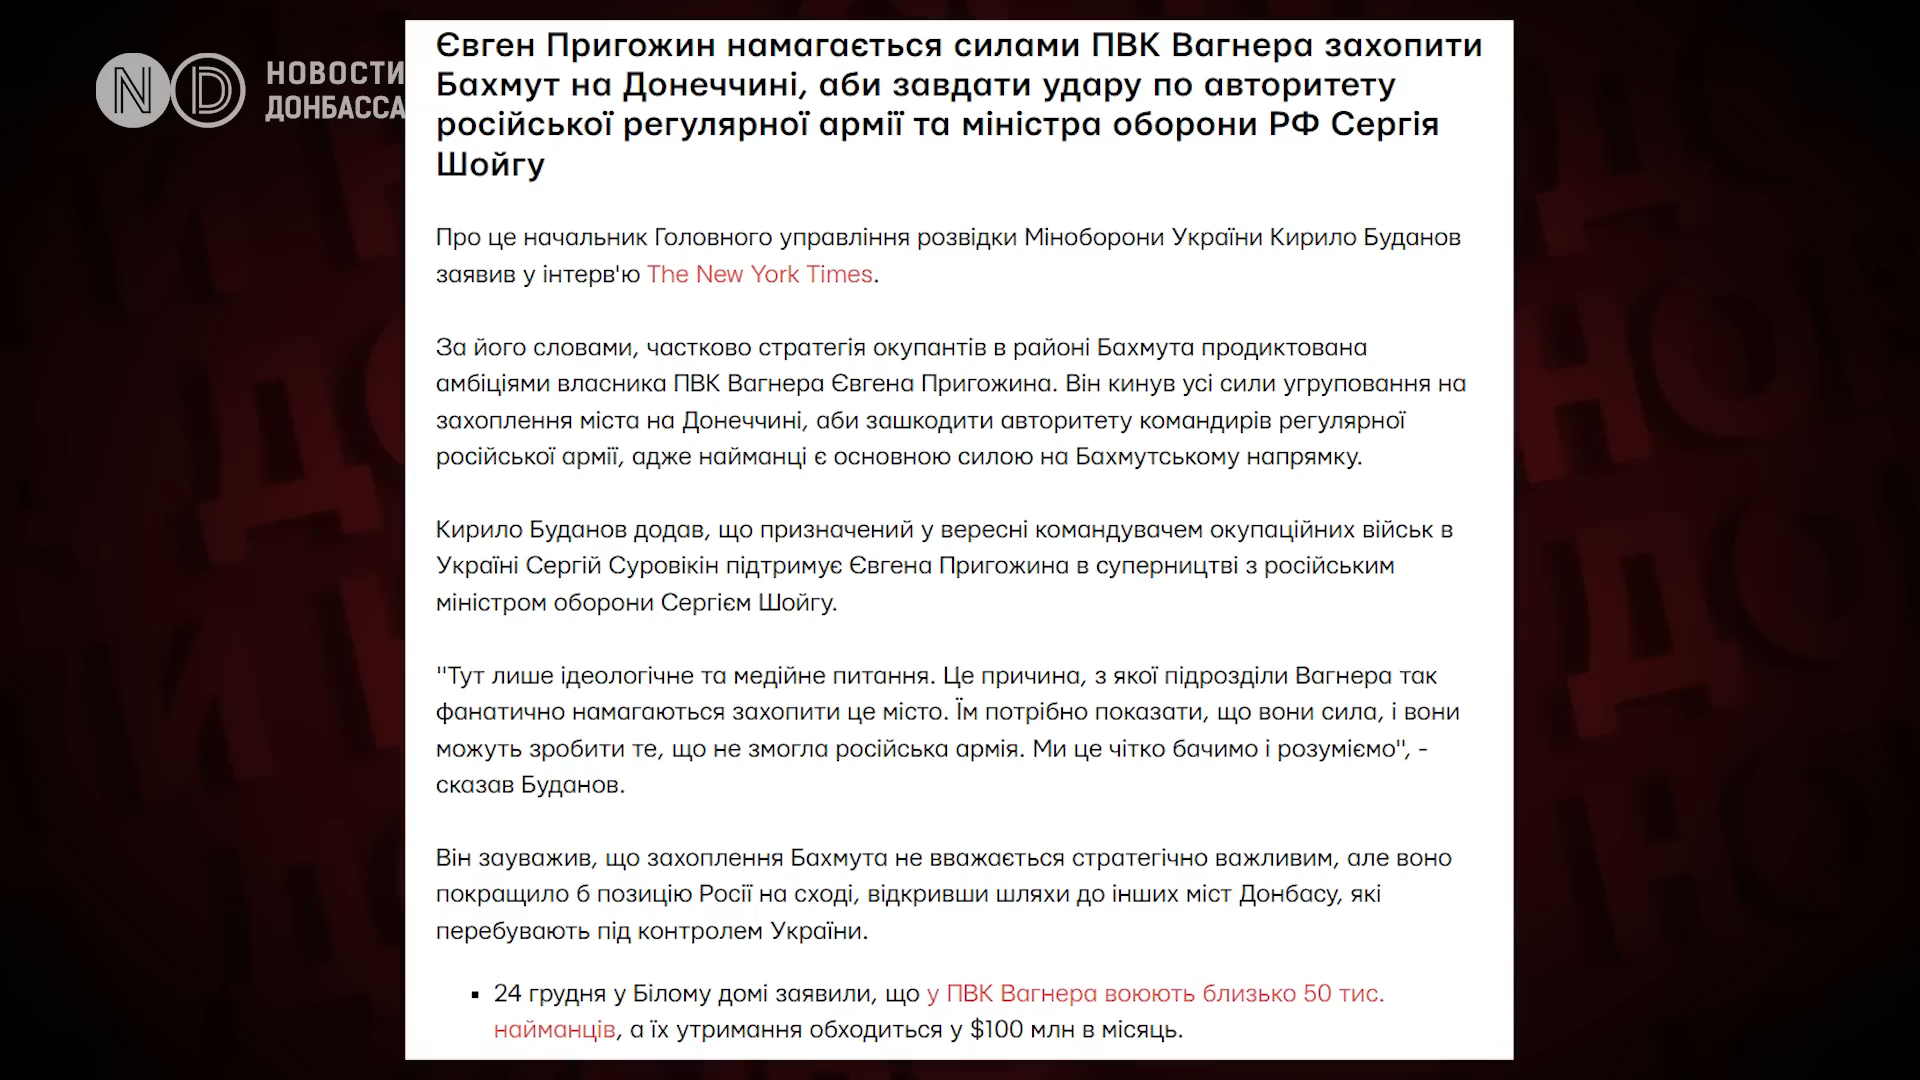 ND НОВОСТИ
ДОНБАССА
Євген Пригожин намагається силами ПВК Вагнера захопити
Бахмут на Донеччині, аби завдати удару по авторитету
російської регулярної армії та міністра оборони РФ Сергія
Шойгу
Про це начальник Головного управління розвідки Міноборони України Кирило Буданов
заявив у інтерв'ю The New York Times.
За його словами, частково стратегія окупантів в районі Бахмута продиктована
амбіціями власника ПВК Вагнера Євгена Пригожина. Він кинув усі сили угруповання на
захоплення міста на Донеччині, аби зашкодити авторитету командирів регулярної
російської армії, адже найманці є основною силою на Бахмутському напрямку.
Кирило Буданов додав, що призначений у вересні командувачем окупаційних військ в
Україні Сергій Суровікін підтримує Євгена Пригожина в суперництві з російським
міністром оборони Сергієм Шойгу.
"Тут лише ідеологічне та медійне питання. Це причина, з якої підрозділи Вагнера так
фанатично намагаються захопити це місто. Їм потрібно показати, що вони сила, і вони
можуть зробити те, що не змогла російська армія. Ми це чітко бачимо і розуміємо", -
сказав Буданов.
Він зауважив, що захоплення Бахмута не вважається стратегічно важливим, але воно
покращило б позицію Росії на сході, відкривши шляхи до інших міст Донбасу, які
перебувають під контролем України.
▪ 24 грудня у Білому домі заявили, що у ПВК Вагнера воюють близько 50 тис.
найманців, а їх утримання обходиться у $100 млн в місяць.